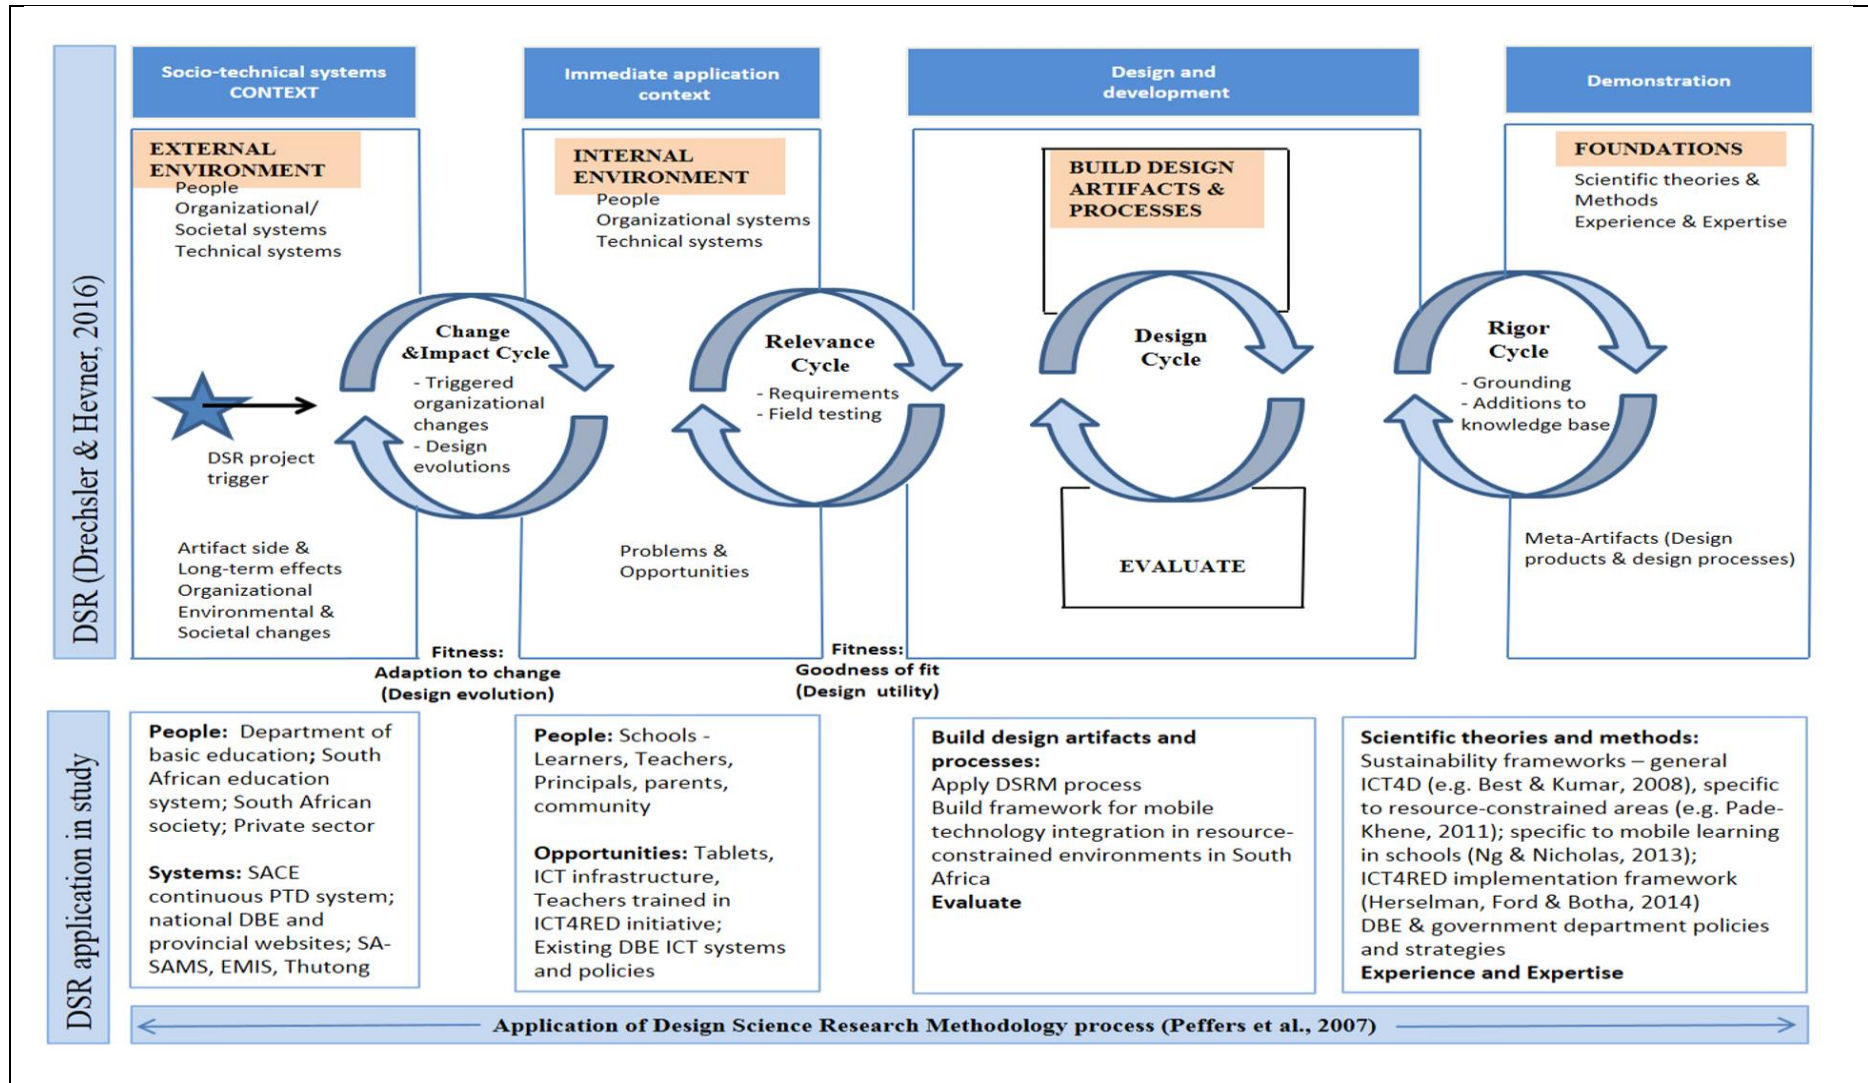 DSR (Drechsler & Hevner, 2016)
Socio-technical systems
CONTEXT
Immediate application
context
Design and
development
Demonstration
EXTERNAL
ENVIRONMENT
People
Organizational/
Societal systems
Technical systems
INTERNAL
ENVIRONMENT
People
Organizational systems
Technical systems
BUILD DESIGN
ARTIFACTS &
PROCESSES
FOUNDATIONS
Scientific theories &
Methods
Experience & Expertise
Change
&Impact Cycle
- Triggered
organizational
changes
- Design
evolutions
Relevance
Cycle
- Requirements
- Field testing
Design
Cycle
Rigor
Cycle
- Grounding
- Additions to
knowledge base
DSR project
trigger
Artifact side &
Long-term effects
Organizational
Environmental &
Societal changes
Problems &
Opportunities
EVALUATE
Meta-Artifacts (Design
products & design processes)
Fitness:
Adaption to change
(Design evolution)
Fitness:
Goodness of fit
(Design utility)
DSR application in study
People: Department of
basic education; South
African education
system; South African
society; Private sector
Systems: SACE
continuous PTD system;
national DBE and
provincial websites; SA-
SAMS, EMIS, Thutong
People: Schools -
Learners, Teachers,
Principals, parents,
community
Opportunities: Tablets,
ICT infrastructure,
Teachers trained in
ICT4RED initiative;
Existing DBE ICT systems
and policies
Build design artifacts and
processes:
Apply DSRM process
Build framework for mobile
technology integration in resource-
constrained environments in South
Africa
Evaluate
Scientific theories and methods:
Sustainability frameworks – general
ICT4D (e.g. Best & Kumar, 2008), specific
to resource-constrained areas (e.g. Pade-
Khene, 2011); specific to mobile learning
in schools (Ng & Nicholas, 2013);
ICT4RED implementation framework
(Herselman, Ford & Botha, 2014)
DBE & government department policies
and strategies
Experience and Expertise
Application of Design Science Research Methodology process (Peffers et al., 2007)